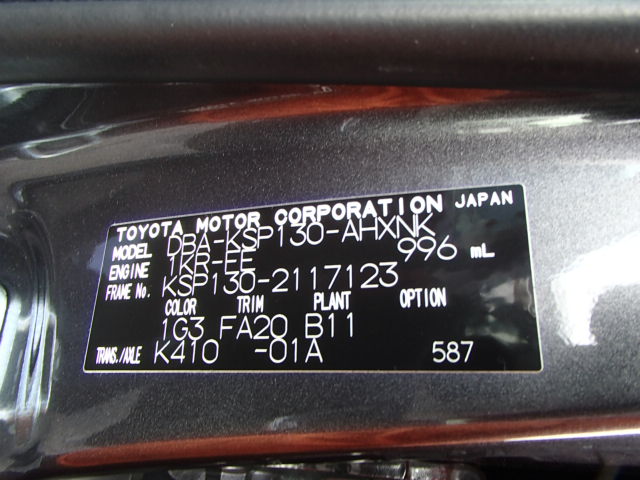 TOYOTA MOTOR CORPORATION JAPAN
MODEL DBA-KSP130-AHXNK
ENGINE 1KR-FE 996 mL
FRAME No. KSP130-2117123
COLOR TRIM PLANT OPTION
1G3 FA20 B11
TRANS./AXLE K410 -01A 587